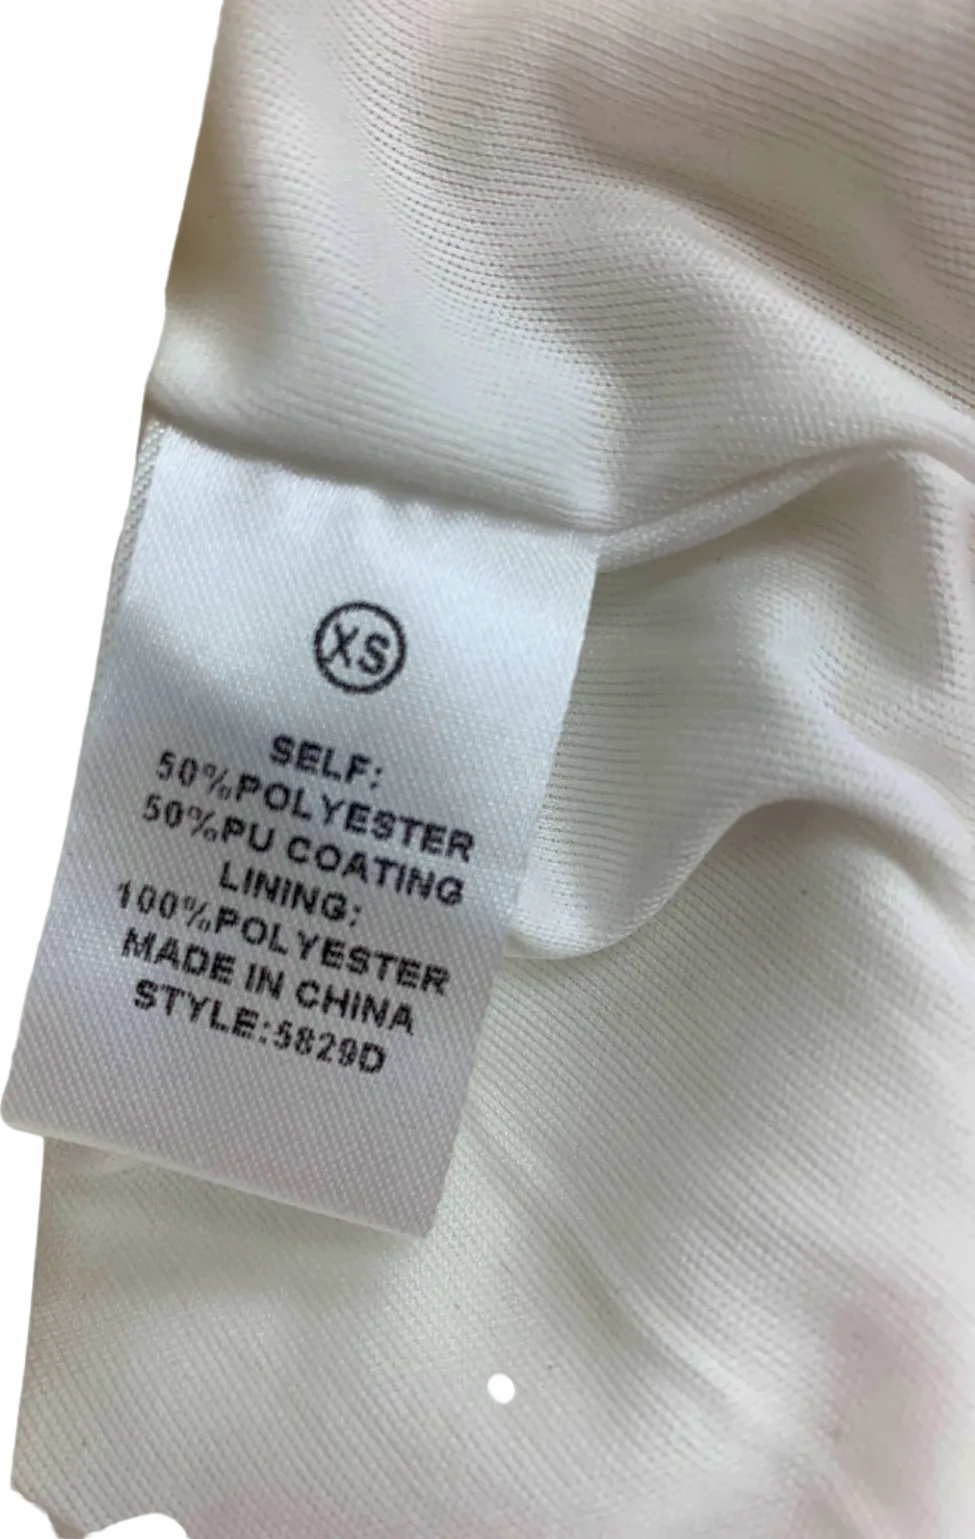 XS
SELF:
50%POLYESTER
50%PU COATING
LINING:
100%POLYESTER
MADE IN CHINA
STYLE:5829D